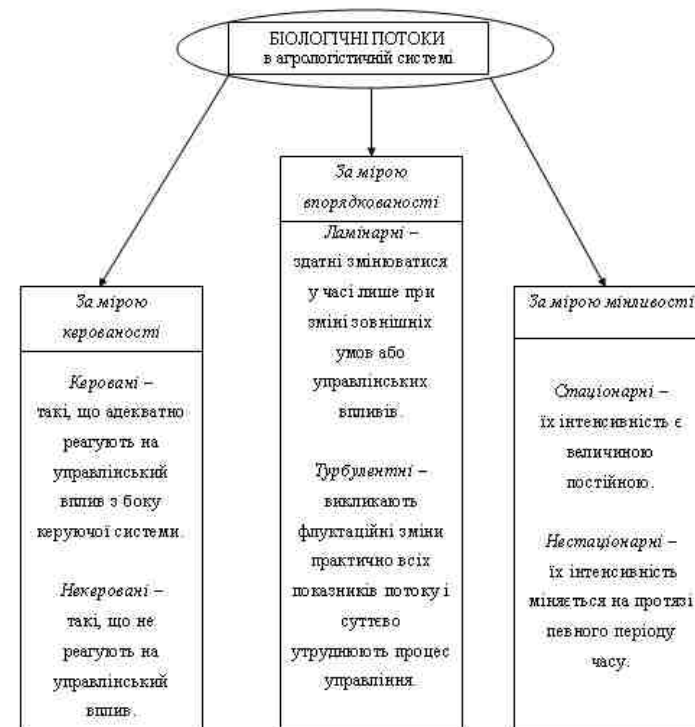 БІОЛОГІЧНІ ПОТОКИ
в агрологістичній системі
За мірою
керованості
Керовані –
такі, що адекватно
реагують на
управлінський
вплив з боку
керуючої системи.
Некеровані –
такі, що не
реагують на
управлінський
вплив.
За мірою
впорядкованості
Ламінарні –
здатні змінюватися
у часі лише при
зміні зовнішніх
умов або
управлінських
впливів.
Турбулентні –
викликають
флуктаційні зміни
практично всіх
показників потоку і
суттєво
утруднюють процес
управління.
За мірою мінливості
Стаціонарні –
їх інтенсивність є
величиною
постійною.
Нестаціонарні –
їх інтенсивність
міняється на протязі
певного періоду
часу.